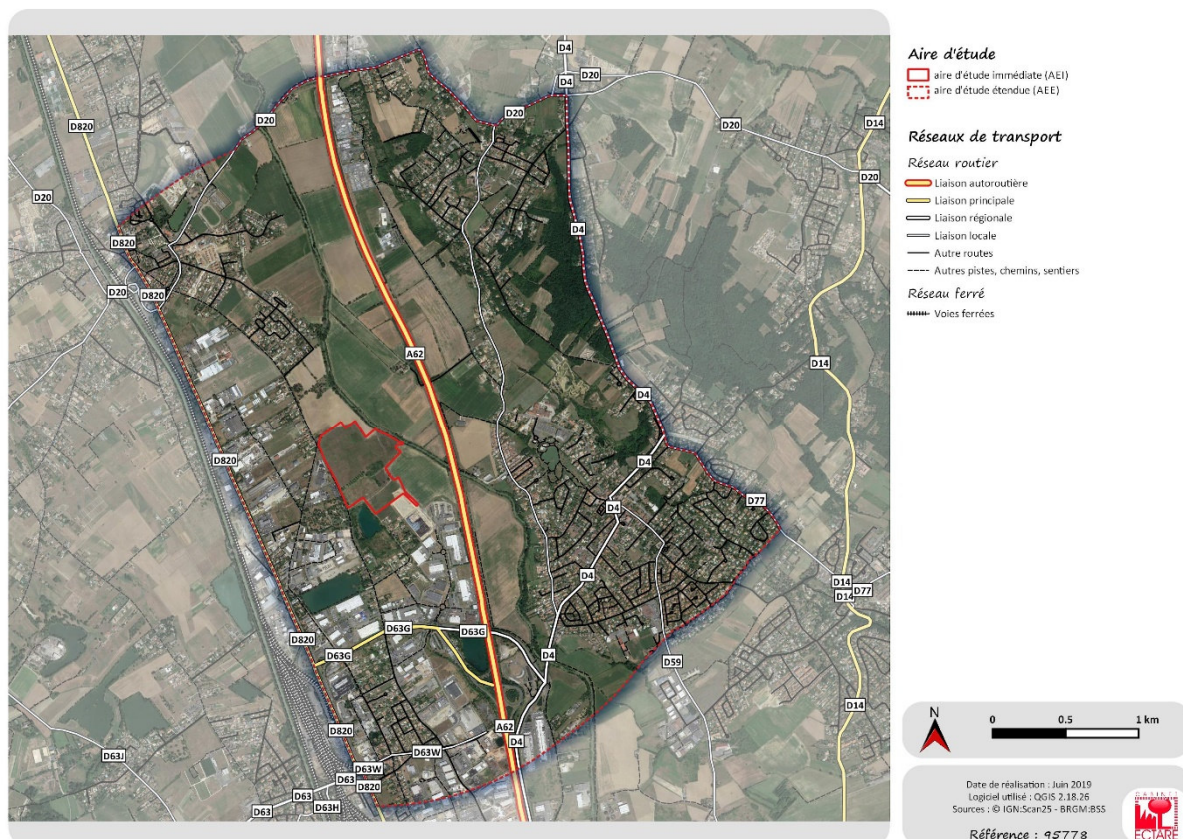 D4
D20
D4
D20
D820
D20
D14
D20
D20
D20
D4
D820
D20
D820
A62
D14
D4
D820
D4
D77
D4
D4
D14
D77
D14
D63G
D63G
D820
D63G
D4
D59
D14
A62
D820
D4
D63J
D63W
D63W
D63
D820
D63
D63H
Aire d'étude
aire d'étude immédiate (AEI)
aire d'étude étendue (AEE)
Réseaux de transport
Réseau routier
Liaison autoroutière
Liaison principale
Liaison régionale
Liaison locale
Autre routes
Autres pistes, chemins, sentiers
Réseau ferré
Voies ferrées
N
0 0.5 1 km
Date de réalisation : Juin 2019
Logiciel utilisé : QGIS 2.18.26
Sources : © IGN:Scan25 - BRGM:BSS
Référence : 95778
CABINET
ECTARE